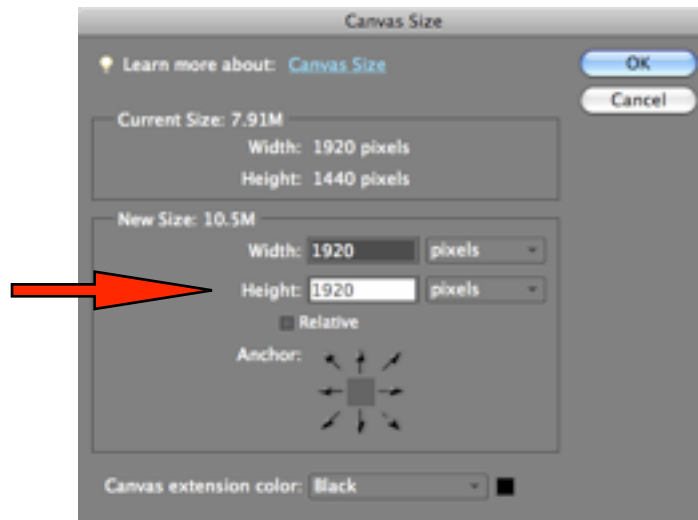 Canvas Size
Learn more about: Canvas Size
OK
Cancel
Current Size: 7.91M
Width: 1920 pixels
Height: 1440 pixels
New Size: 10.5M
Width: 1920 pixels
Height: 1920 pixels
Relative
Anchor:
Canvas extension color: Black